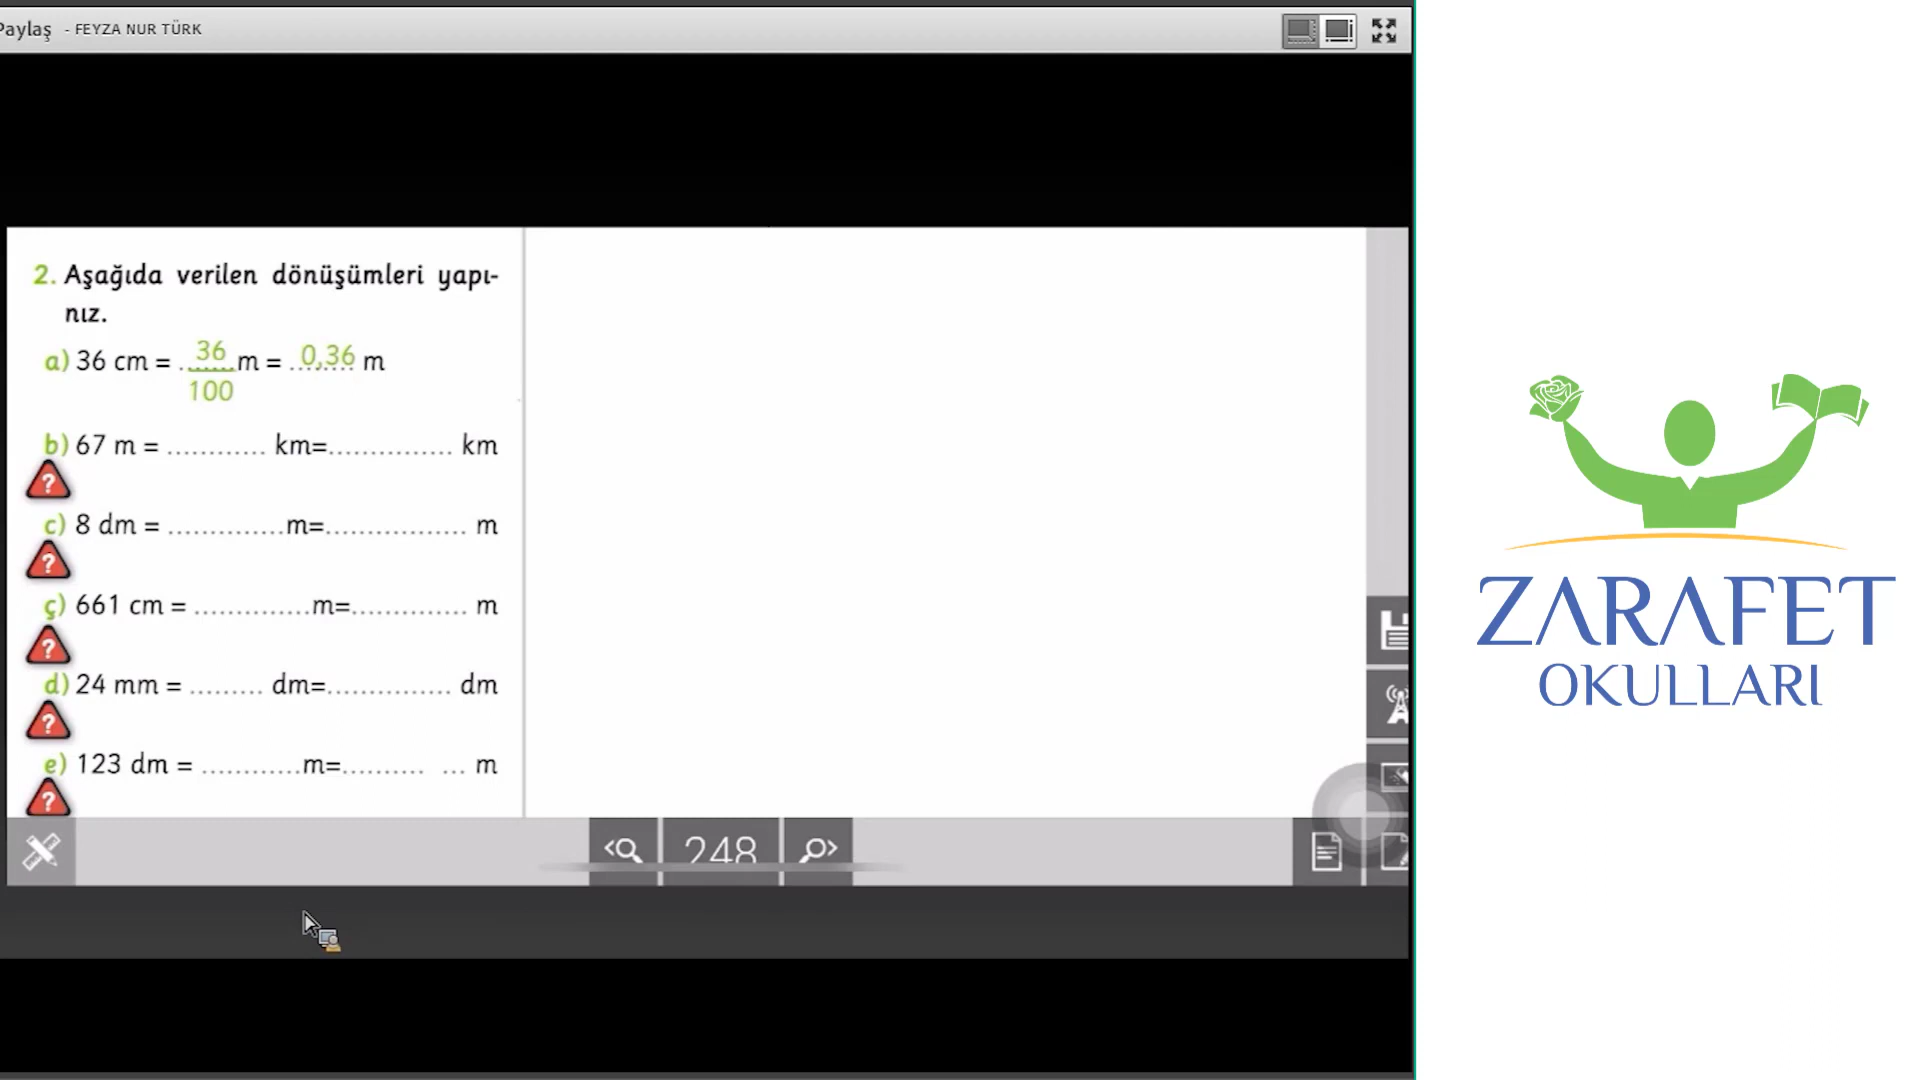 Paylaş - FEYZA NUR TÜRK
2. Aşağıda verilen dönüşümleri yapı-
nız.
a) 36 cm = 36/100 m = 0,36 m
b) 67 m = ............ km=.............. km
c) 8 dm = .............m=................ m
ç) 661 cm = .............m=............. m
d) 24 mm = ......... dm=.............. dm
e) 123 dm = ............m=.......... ... m
248
ZARAFET
OKULLARI